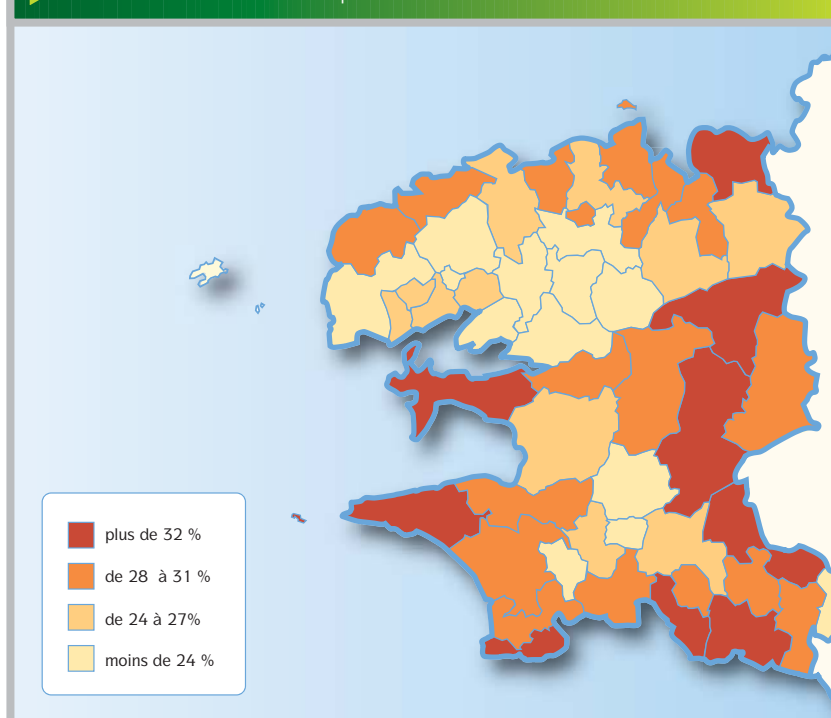 plus de 32 %
de 28 à 31 %
de 24 à 27%
moins de 24 %